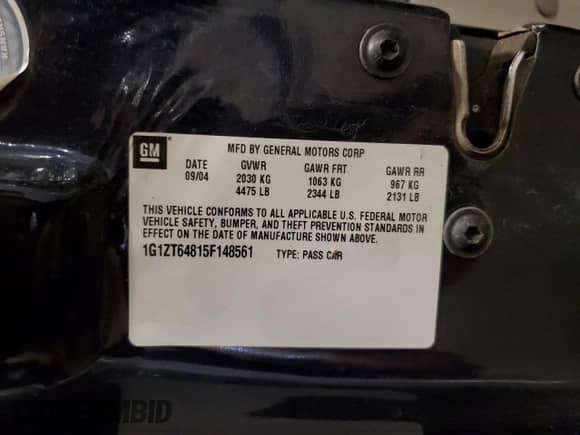 GM
MFD BY GENERAL MOTORS CORP
DATE GVWR GAWR FRT GAWR RR
09/04 2030 KG 1063 KG 967 KG
4475 LB 2344 LB 2131 LB
THIS VEHICLE CONFORMS TO ALL APPLICABLE U.S. FEDERAL MOTOR
VEHICLE SAFETY, BUMPER, AND THEFT PREVENTION STANDARDS IN
EFFECT ON THE DATE OF MANUFACTURE SHOWN ABOVE.
1G1ZT64815F148561 TYPE: PASS CAR